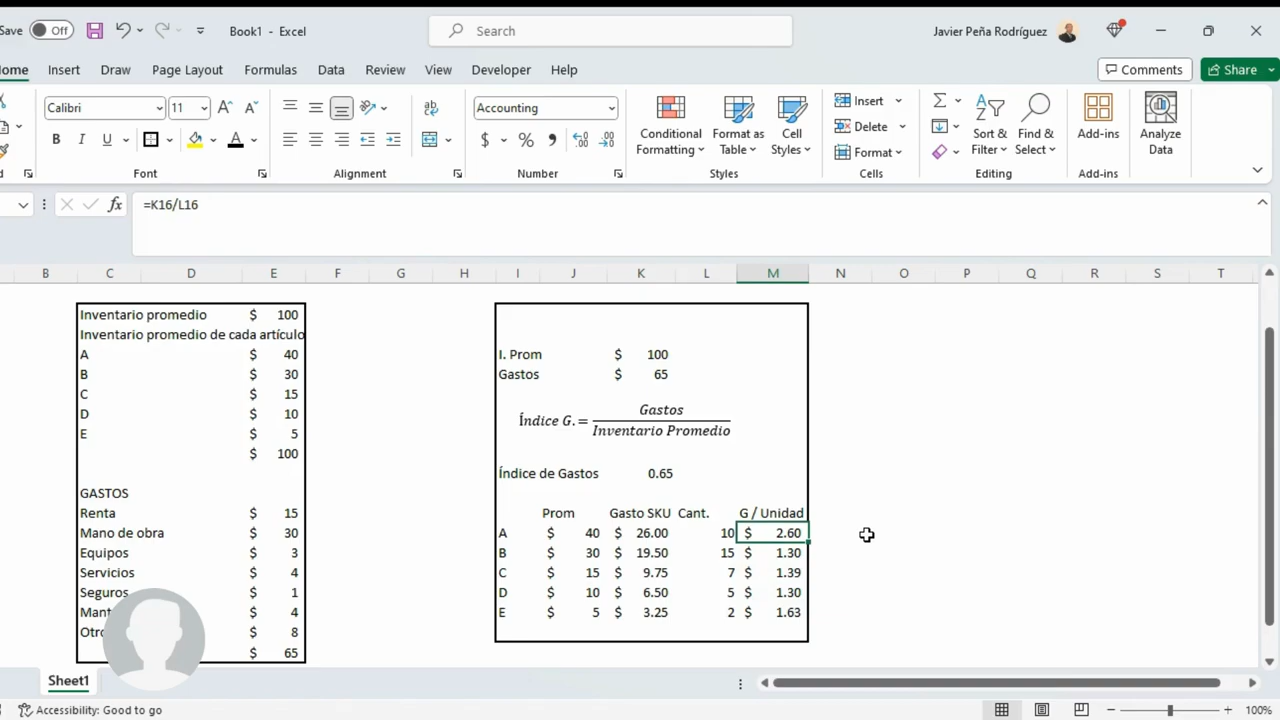 Save Off Book1 - Excel Search Javier Peña Rodríguez
Home Insert Draw Page Layout Formulas Data Review View Developer Help Comments Share
Calibri 11 Accounting
Conditional Formatting Format as Table Cell Styles
Insert
Delete
Format
Sort & Filter Find & Select
Add-ins
Analyze Data
Font Alignment Number Styles Cells Editing Add-ins
=K16/L16
B C D E F G H I J K L M N O P Q R S T
Inventario promedio $ 100
Inventario promedio de cada artículo
A $ 40
B $ 30
C $ 15
D $ 10
E $ 5
$ 100
GASTOS
Renta $ 15
Mano de obra $ 30
Equipos $ 3
Servicios $ 4
Seguros $ 1
Mant $ 4
Otro $ 8
$ 65
I. Prom $ 100
Gastos $ 65
Índice G. = Gastos
Inventario Promedio
Índice de Gastos 0.65
Prom Gasto SKU Cant. G / Unidad
A $ 40 $ 26.00 10 $ 2.60
B $ 30 $ 19.50 15 $ 1.30
C $ 15 $ 9.75 7 $ 1.39
D $ 10 $ 6.50 5 $ 1.30
E $ 5 $ 3.25 2 $ 1.63
Sheet1
Accessibility: Good to go 100%